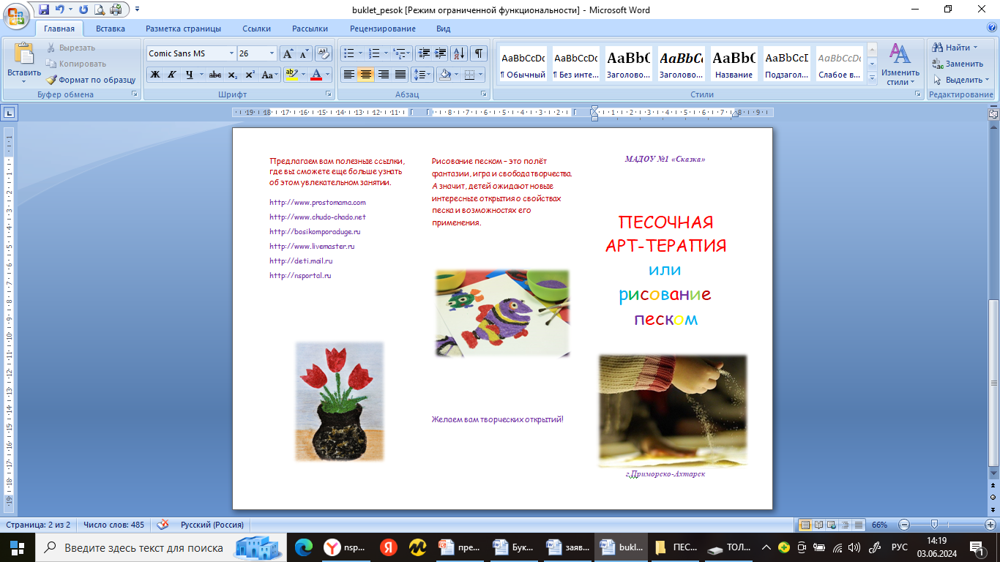 buklet_pesok [Режим ограниченной функциональности] - Microsoft Word
Главная Вставка Разметка страницы Ссылки Рассылки Рецензирование Вид
Вставить
Вырезать
Копировать
Формат по образцу
Буфер обмена
Comic Sans MS 26
Шрифт
Абзац
AaBbCcDc AaBbCcDc AaBbC AaBbCc AaBbC AaBbCcI AaBbCcDc
¶ Обычный ¶ Без инте... Заголово... Заголово... Название Подзагол... Слабое в...
Изменить стили
Стили
Найти
Заменить
Выделить
Редактирование
Предлагаем вам полезные ссылки,
где вы сможете еще больше узнать
об этом увлекательном занятии.
http://www.prostomama.com
http://www.chudo-chado.net
http://bosikomporaduge.ru
http://www.livemaster.ru
http://deti.mail.ru
http://nsportal.ru
Рисование песком – это полёт
фантазии, игра и свобода творчества.
А значит, детей ожидают новые
интересные открытия о свойствах
песка и возможностях его
применения.
Желаем вам творческих открытий!
МАДОУ №1 «Сказка»
ПЕСОЧНАЯ
АРТ-ТЕРАПИЯ
или
рисование
песком
г.Приморско-Ахтарск
Страница: 2 из 2 Число слов: 485 Русский (Россия) 66%
Введите здесь текст для поиска
nsp... пре... Бук... заяв... bukl... ПЕС... ТОЛ...
РУС
14:19
03.06.2024